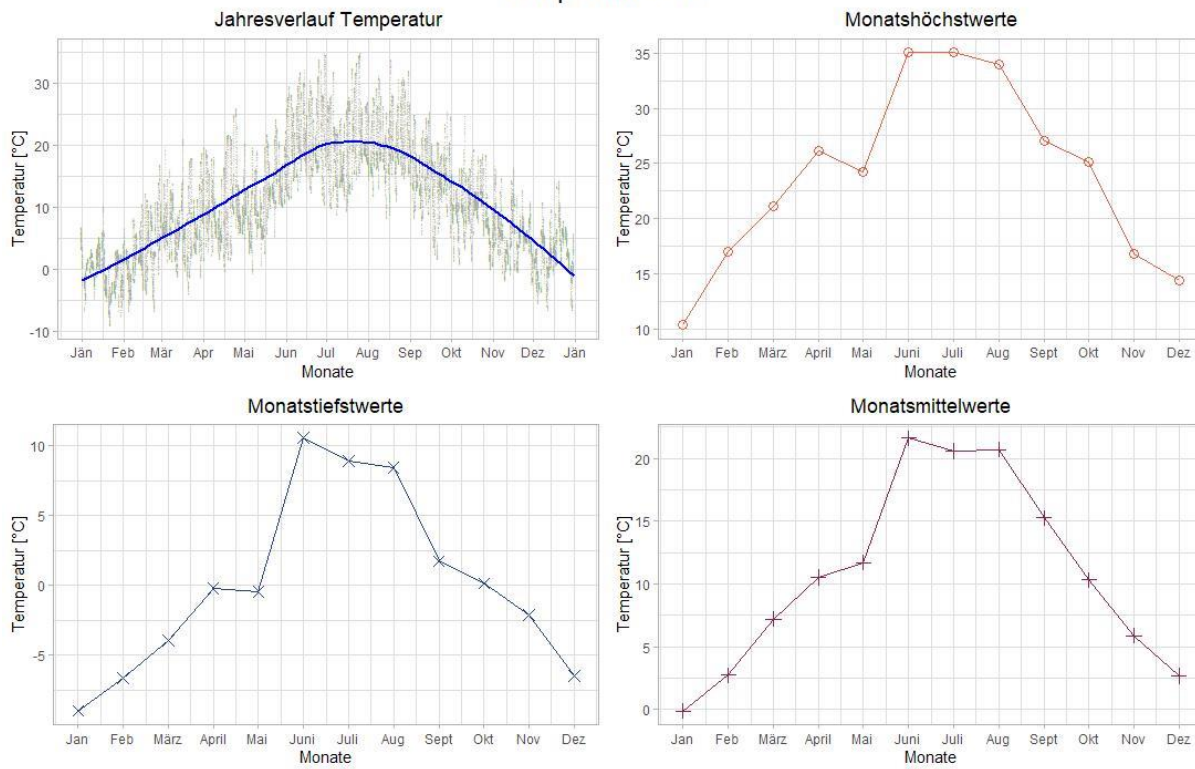 Jahresverlauf Temperatur
Temperatur [°C]
30
20
10
0
-10
Jän Feb Mär Apr Mai Jun Jul Aug Sep Okt Nov Dez Jän
Monate
Monatshöchstwerte
Temperatur [°C]
35
30
25
20
15
10
Jan Feb März April Mai Juni Juli Aug Sept Okt Nov Dez
Monate
Monatstiefstwerte
Temperatur [°C]
10
5
0
-5
Jan Feb März April Mai Juni Juli Aug Sept Okt Nov Dez
Monate
Monatsmittelwerte
Temperatur [°C]
20
15
10
5
0
Jan Feb März April Mai Juni Juli Aug Sept Okt Nov Dez
Monate